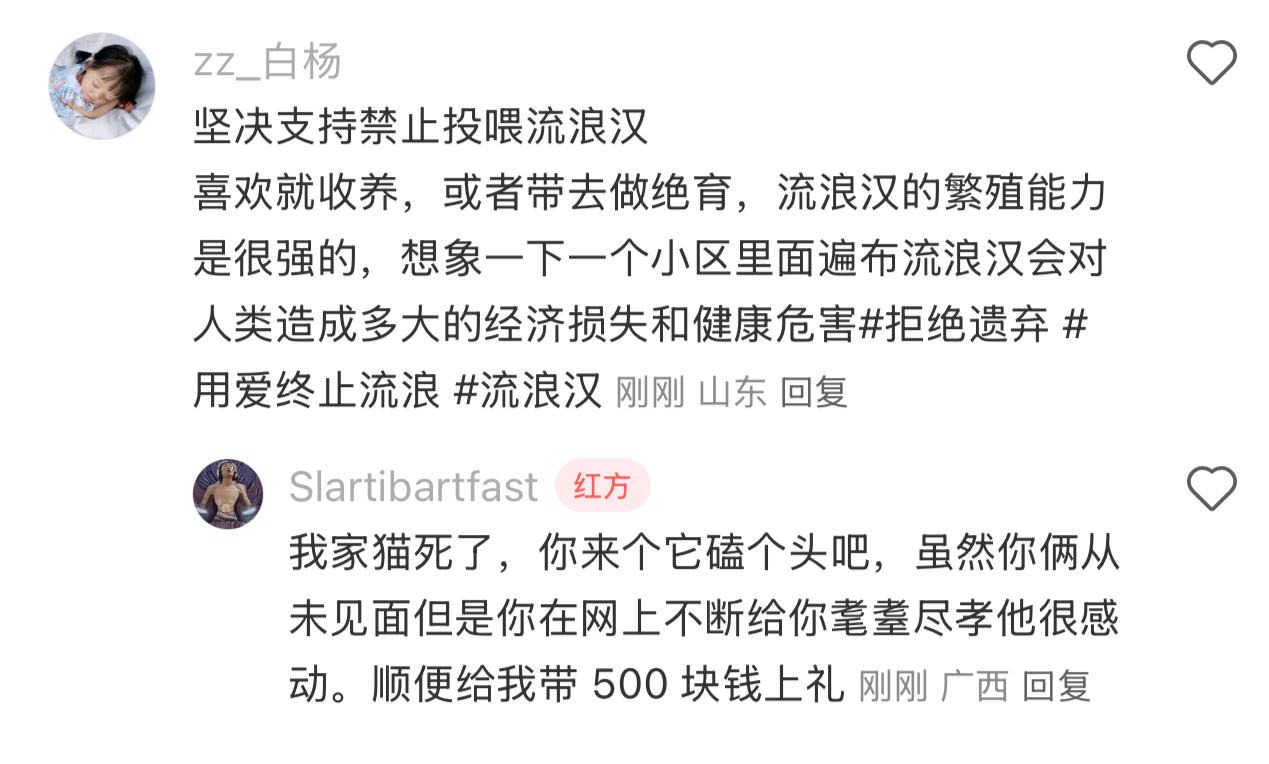 zz_白杨
坚决支持禁止投喂流浪汉
喜欢就收养，或者带去做绝育，流浪汉的繁殖能力
是很强的，想象一下一个小区里面遍布流浪汉会对
人类造成多大的经济损失和健康危害#拒绝遗弃 #
用爱终止流浪 #流浪汉 刚刚 山东 回复
Slartibartfast 红方
我家猫死了，你来个它磕个头吧，虽然你俩从
未见面但是你在网上不断给你耄耋尽孝他很感
动。顺便给我带 500 块钱上礼 刚刚 广西 回复